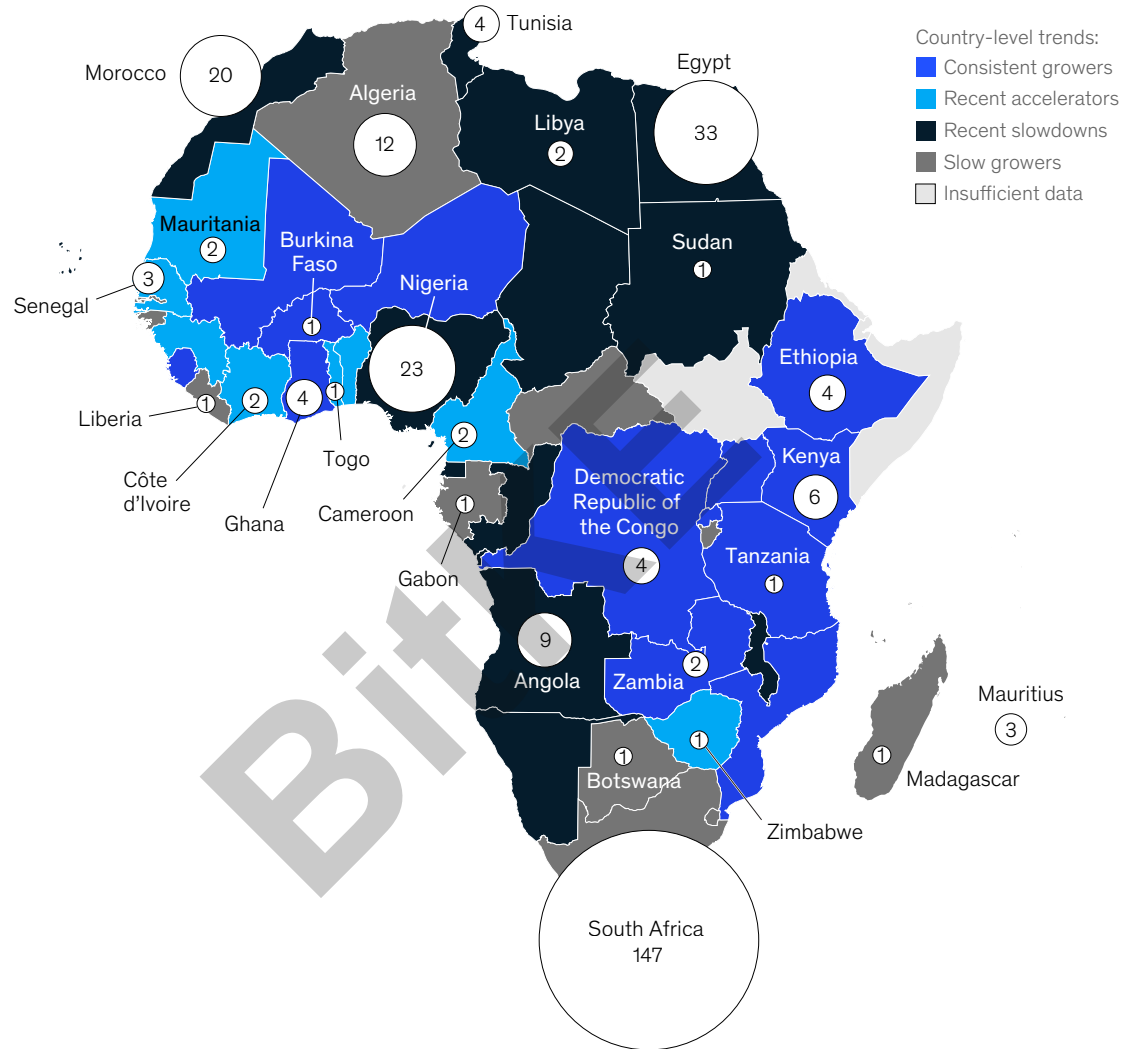 4
Tunisia
Morocco
20
Egypt
33
Country-level trends:
Consistent growers
Recent accelerators
Recent slowdowns
Slow growers
Insufficient data
Algeria
12
Libya
2
Mauritania
2
Burkina
Faso
1
Sudan
1
Senegal
3
Nigeria
23
Ethiopia
4
Liberia
1
2
Côte
d'Ivoire
4
Ghana
1
Togo
2
Cameroon
Kenya
6
Democratic
Republic of
the Congo
4
1
Gabon
Tanzania
1
9
Angola
Zambia
2
Mauritius
3
1
Botswana
1
Zimbabwe
1
Madagascar
South Africa
147